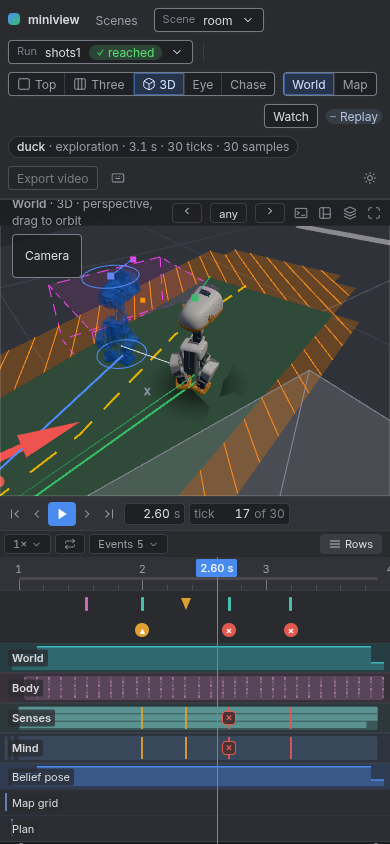 miniview Scenes Scene room
Run shots1 ✓ reached
Top Three 3D Eye Chase World Map
Watch – Replay
duck · exploration · 3.1 s · 30 ticks · 30 samples
Export video
World · 3D · perspective,
drag to orbit
any
Camera
X
2.60 s tick 17 of 30
1× Events 5 Rows
1 2 2.60 s 3 4
World
Body
Senses
Mind
Belief pose
Map grid
Plan